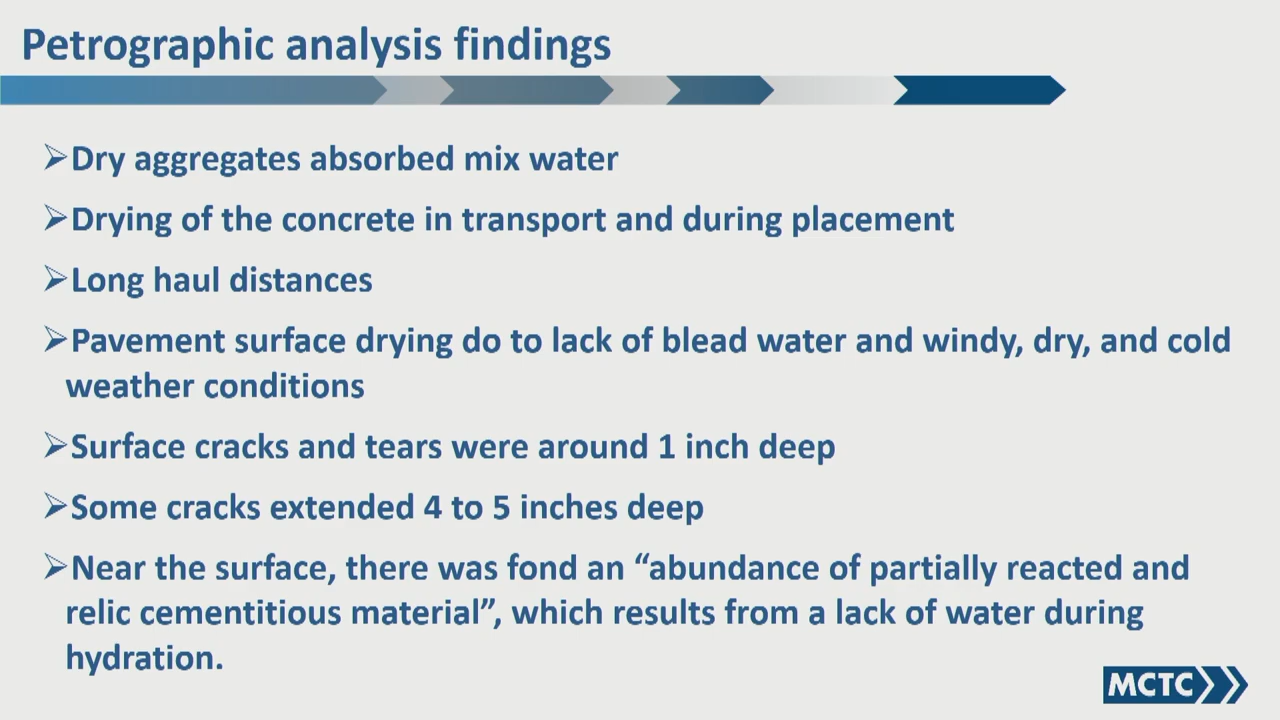 Petrographic analysis findings
➢Dry aggregates absorbed mix water
➢Drying of the concrete in transport and during placement
➢Long haul distances
➢Pavement surface drying do to lack of blead water and windy, dry, and cold
weather conditions
➢Surface cracks and tears were around 1 inch deep
➢Some cracks extended 4 to 5 inches deep
➢Near the surface, there was fond an “abundance of partially reacted and
relic cementitious material”, which results from a lack of water during
hydration.
MCTC